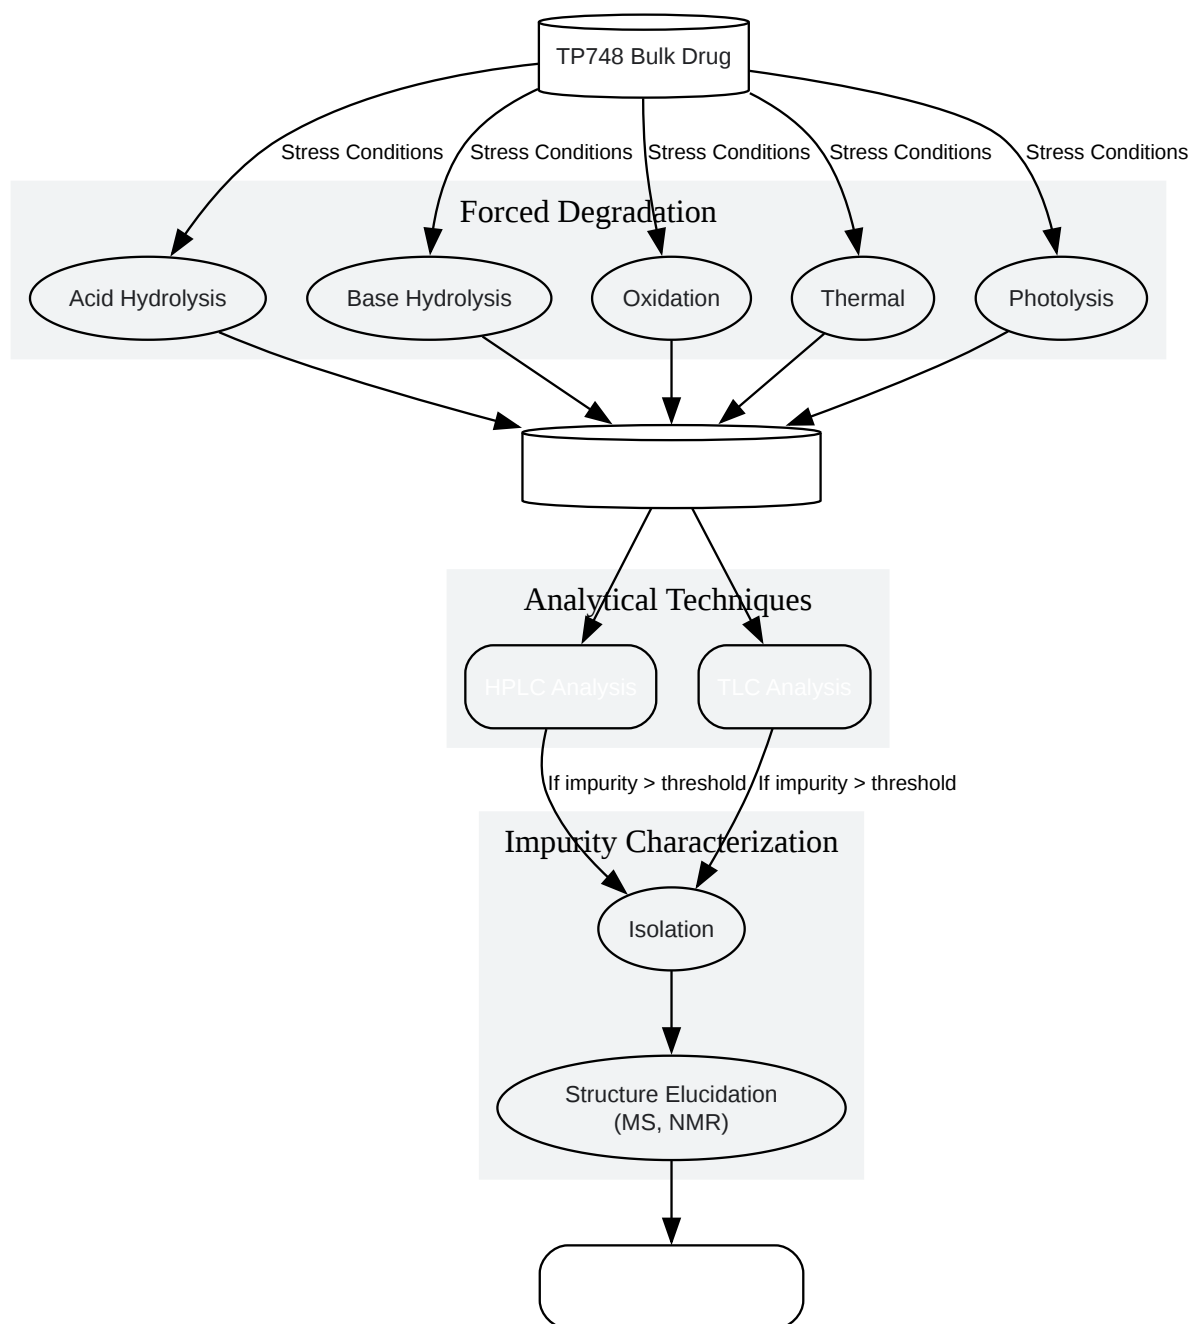 TP748 Bulk Drug
Stress Conditions
Stress Conditions
Stress Conditions
Stress Conditions
Stress Conditions
Forced Degradation
Acid Hydrolysis
Base Hydrolysis
Oxidation
Thermal
Photolysis
Analytical Techniques
HPLC Analysis
TLC Analysis
If impurity > threshold
If impurity > threshold
Impurity Characterization
Isolation
Structure Elucidation
(MS, NMR)